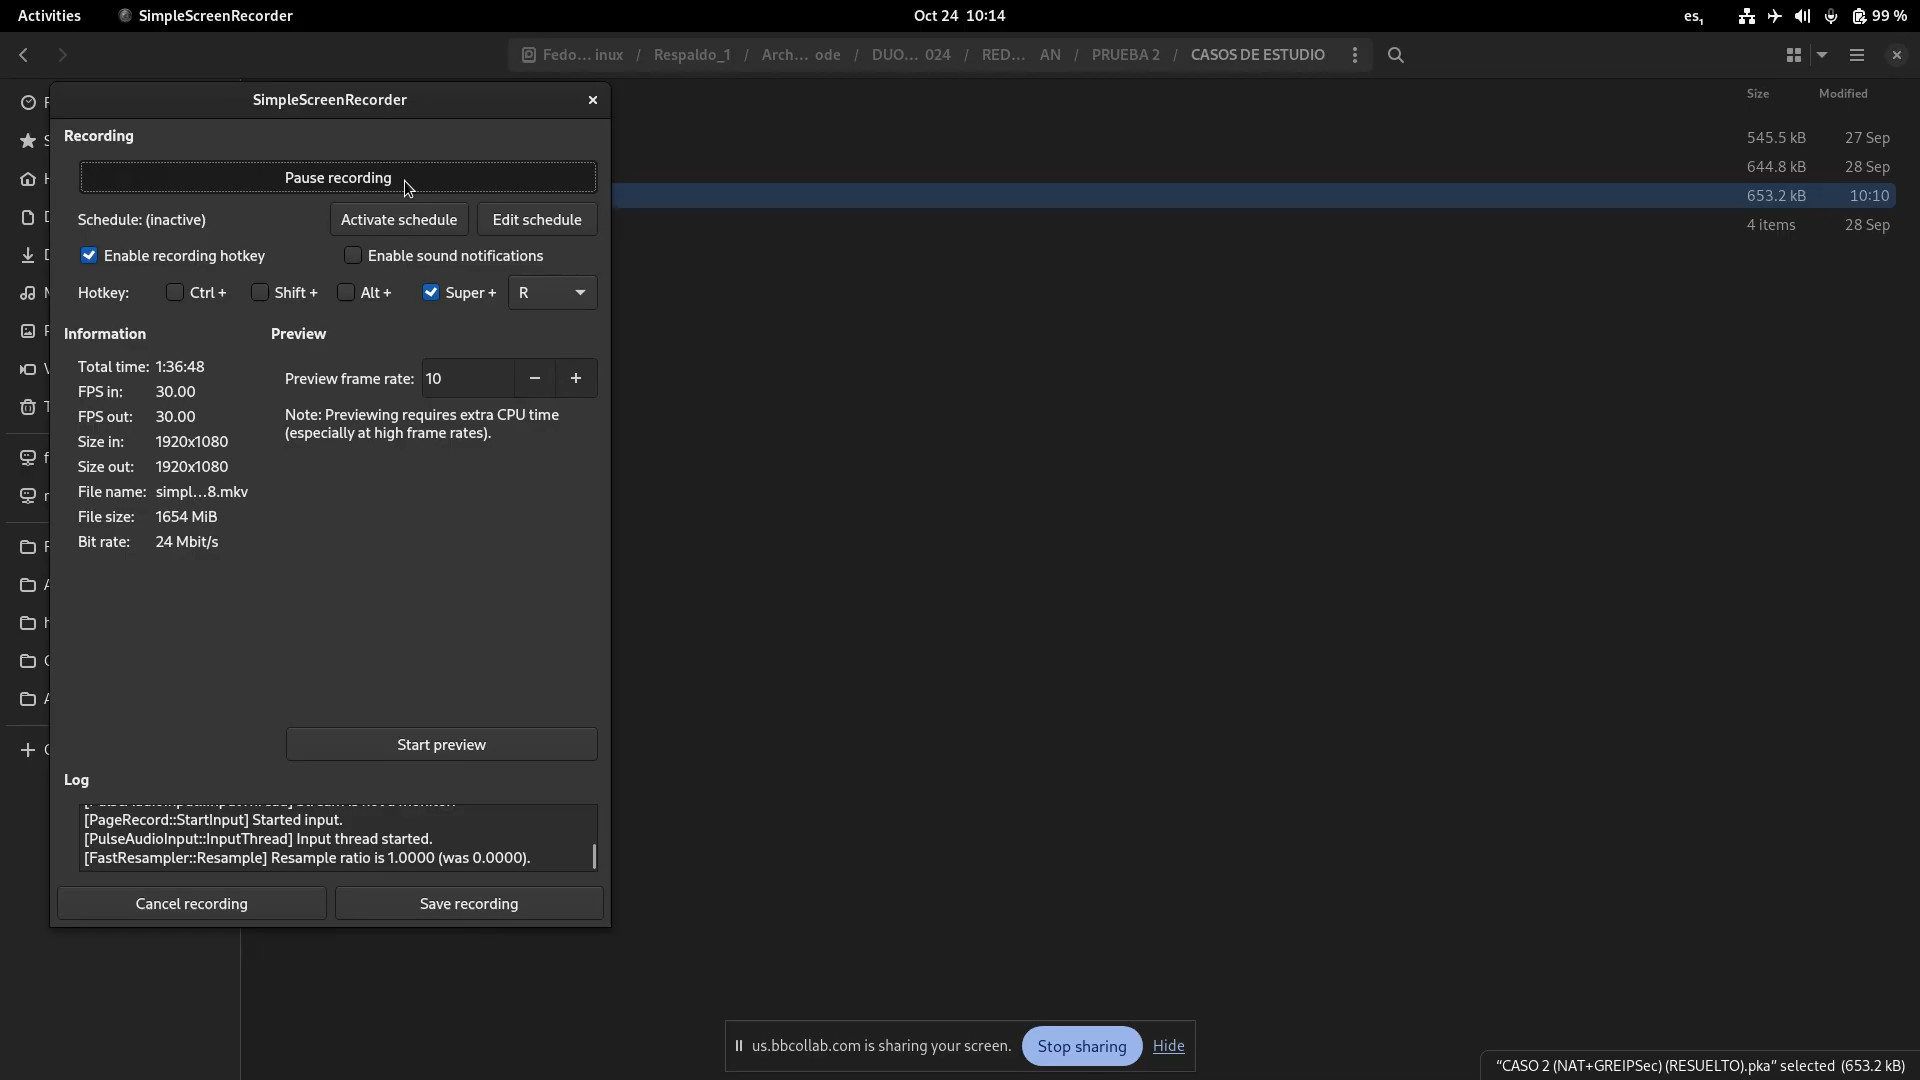 Activities SimpleScreenRecorder Oct 24 10:14 es₁ 99 %
Fedo... inux / Respaldo_1 / Arch... ode / DUO... 024 / RED... AN / PRUEBA 2 / CASOS DE ESTUDIO
Size Modified
545.5 kB 27 Sep
644.8 kB 28 Sep
653.2 kB 10:10
4 items 28 Sep
SimpleScreenRecorder
Recording
Pause recording
Schedule: (inactive) Activate schedule Edit schedule
Enable recording hotkey Enable sound notifications
Hotkey: Ctrl + Shift + Alt + Super + R
Information
Total time: 1:36:48
FPS in: 30.00
FPS out: 30.00
Size in: 1920x1080
Size out: 1920x1080
File name: simpl...8.mkv
File size: 1654 MiB
Bit rate: 24 Mbit/s
Preview
Preview frame rate: 10
Note: Previewing requires extra CPU time
(especially at high frame rates).
Start preview
Log
[PageRecord::StartInput] Started input.
[PulseAudioInput::InputThread] Input thread started.
[FastResampler::Resample] Resample ratio is 1.0000 (was 0.0000).
Cancel recording Save recording
us.bbcollab.com is sharing your screen. Stop sharing Hide
"CASO 2 (NAT+GREIPSec) (RESUELTO).pka" selected (653.2 kB)